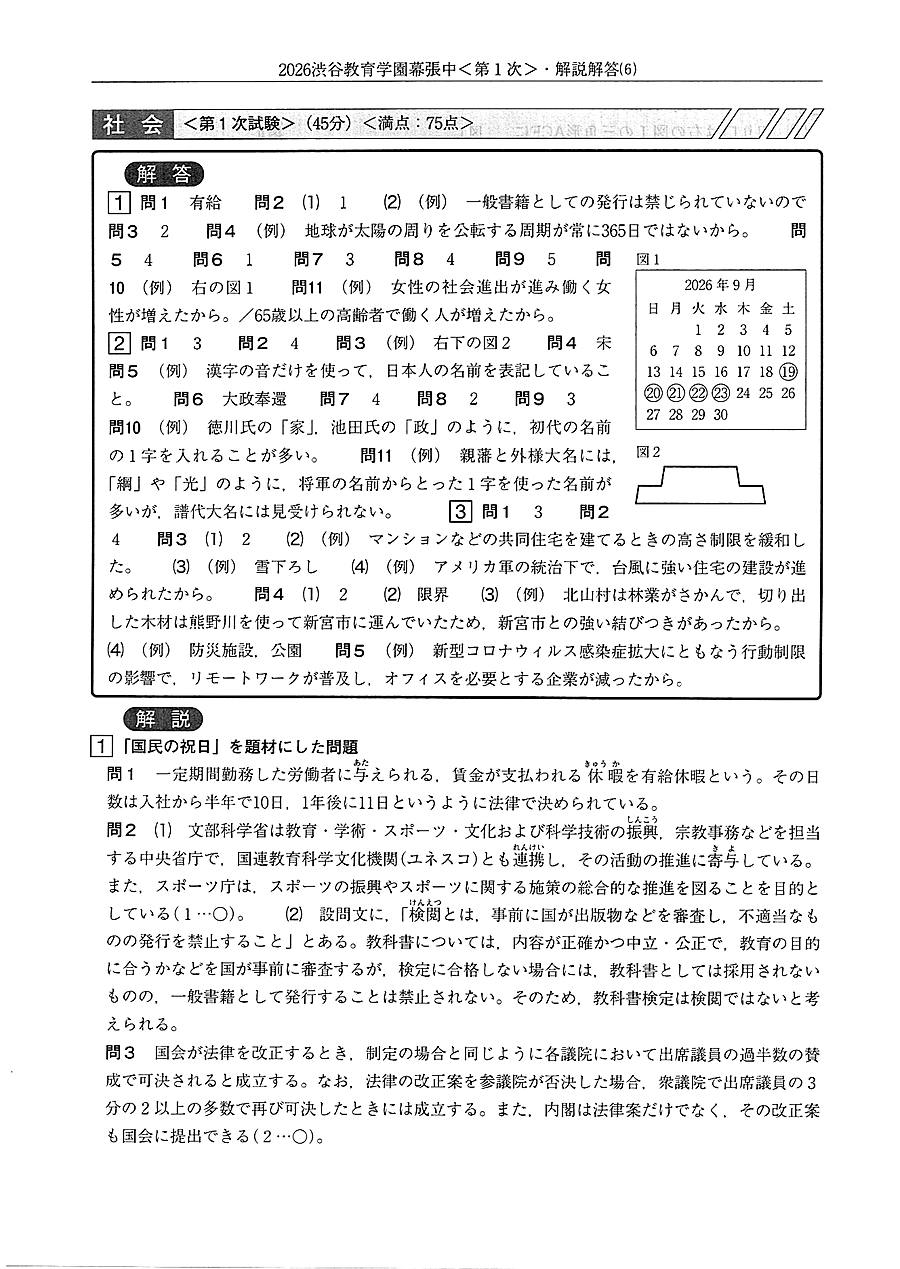 2026渋谷教育学園幕張中＜第1次＞・解説解答(6)
社会 ＜第1次試験＞（45分）＜満点：75点＞
解答
1 問1 有給 問2 (1) 1 (2) （例） 一般書籍としての発行は禁じられていないので
問3 2 問4 （例） 地球が太陽の周りを公転する周期が常に365日ではないから。 問
5 4 問6 1 問7 3 問8 4 問9 5 問
10 （例） 右の図1 問11 （例） 女性の社会進出が進み働く女
性が増えたから。／65歳以上の高齢者で働く人が増えたから。
図1
2026年9月
日 月 火 水 木 金 土
1 2 3 4 5
6 7 8 9 10 11 12
13 14 15 16 17 18 ⑲
⑳ ㉑ ㉒ ㉓ 24 25 26
27 28 29 30
2 問1 3 問2 4 問3 （例） 右下の図2 問4 宋
問5 （例） 漢字の音だけを使って，日本人の名前を表記しているこ
と。 問6 大政奉還 問7 4 問8 2 問9 3
問10 （例） 徳川氏の「家」，池田氏の「政」のように，初代の名前
の1字を入れることが多い。 問11 （例） 親藩と外様大名には，
「綱」や「光」のように，将軍の名前からとった1字を使った名前が
多いが，譜代大名には見受けられない。 3 問1 3 問2
図2
4 問3 (1) 2 (2) （例） マンションなどの共同住宅を建てるときの高さ制限を緩和し
た。 (3) （例） 雪下ろし (4) （例） アメリカ軍の統治下で，台風に強い住宅の建設が進
められたから。 問4 (1) 2 (2) 限界 (3) （例） 北山村は林業がさかんで，切り出
した木材は熊野川を使って新宮市に運んでいたため，新宮市との強い結びつきがあったから。
(4) （例） 防災施設，公園 問5 （例） 新型コロナウィルス感染症拡大にともなう行動制限
の影響で，リモートワークが普及し，オフィスを必要とする企業が減ったから。
解説
1 「国民の祝日」を題材にした問題
問1 一定期間勤務した労働者に与えられる，賃金が支払われる休暇を有給休暇という。その日
数は入社から半年で10日，1年後に11日というように法律で決められている。
問2 (1) 文部科学省は教育・学術・スポーツ・文化および科学技術の振興，宗教事務などを担当
する中央省庁で，国連教育科学文化機関(ユネスコ)とも連携し，その活動の推進に寄与している。
また，スポーツ庁は，スポーツの振興やスポーツに関する施策の総合的な推進を図ることを目的と
している(1…○)。 (2) 設問文に，「検閲とは，事前に国が出版物などを審査し，不適当なも
のの発行を禁止すること」とある。教科書については，内容が正確かつ中立・公正で，教育の目的
に合うかなどを国が事前に審査するが，検定に合格しない場合には，教科書としては採用されない
ものの，一般書籍として発行することは禁止されない。そのため，教科書検定は検閲ではないと考
えられる。
問3 国会が法律を改正するとき，制定の場合と同じように各議院において出席議員の過半数の賛
成で可決されると成立する。なお，法律の改正案を参議院が否決した場合，衆議院で出席議員の3
分の2以上の多数で再び可決したときには成立する。また，内閣は法律案だけでなく，その改正案
も国会に提出できる(2…○)。